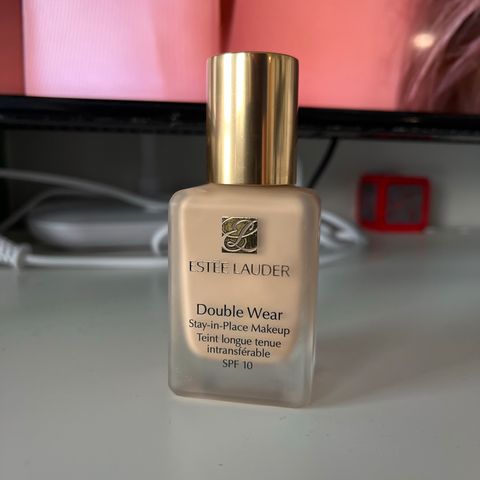 ESTĒE LAUDER
Double Wear
Stay-in-Place Makeup
Teint longue tenue
intransférable
SPF 10